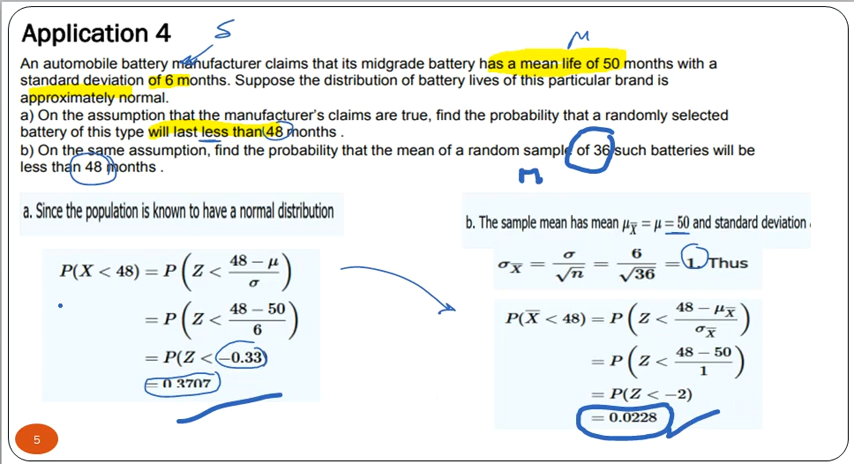 Application 4
S
M
An automobile battery manufacturer claims that its midgrade battery has a mean life of 50 months with a
standard deviation of 6 months. Suppose the distribution of battery lives of this particular brand is
approximately normal.
a) On the assumption that the manufacturer's claims are true, find the probability that a randomly selected
battery of this type will last less than 48 months .
b) On the same assumption, find the probability that the mean of a random sample of 36 such batteries will be
less than 48 months .
n
a. Since the population is known to have a normal distribution
P(X < 48) = P(Z < (48 − μ)/σ)
= P(Z < (48 − 50)/6)
= P(Z < −0.33)
= 0.3707
b. The sample mean has mean μ_X̅ = μ = 50 and standard deviation
σ_X̅ = σ/√n = 6/√36 = 1. Thus
P(X̅ < 48) = P(Z < (48 − μ_X̅)/σ_X̅)
= P(Z < (48 − 50)/1)
= P(Z < −2)
= 0.0228
5